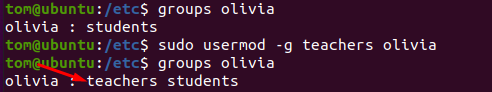 tom@ubuntu:/etc$ groups olivia
olivia : students
tom@ubuntu:/etc$ sudo usermod -g teachers olivia
tom@ubuntu:/etc$ groups olivia
olivia : teachers students